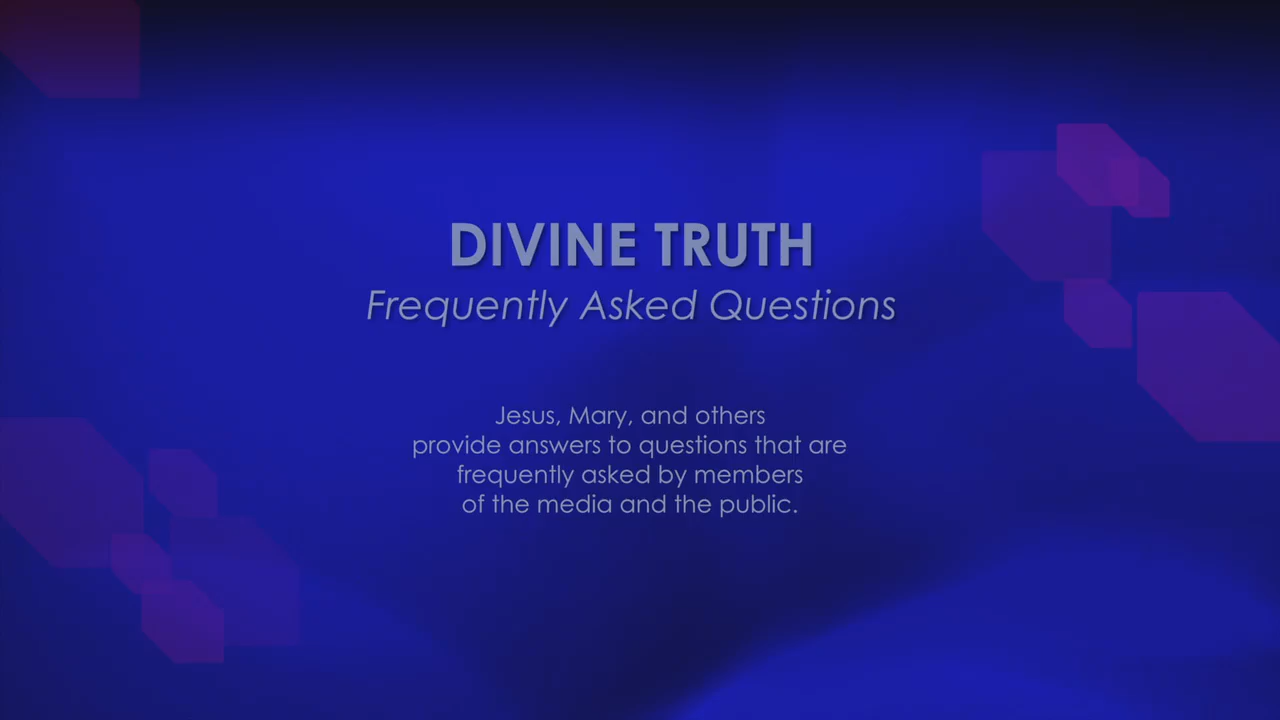 DIVINE TRUTH
Frequently Asked Questions
Jesus, Mary, and others
provide answers to questions that are
frequently asked by members
of the media and the public.